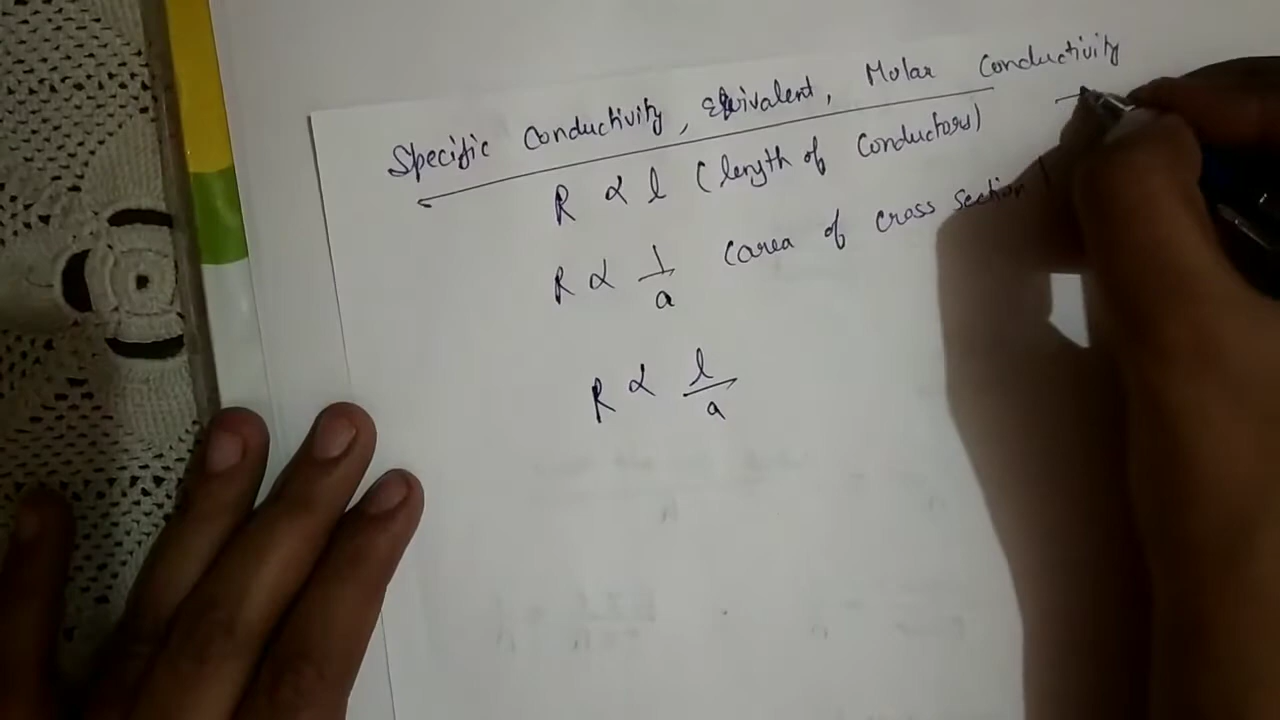 Specific Conductivity, Equivalent, Molar Conductivity
R ∝ l (length of conductors)
R ∝ 1/a (area of cross section)
R ∝ l/a